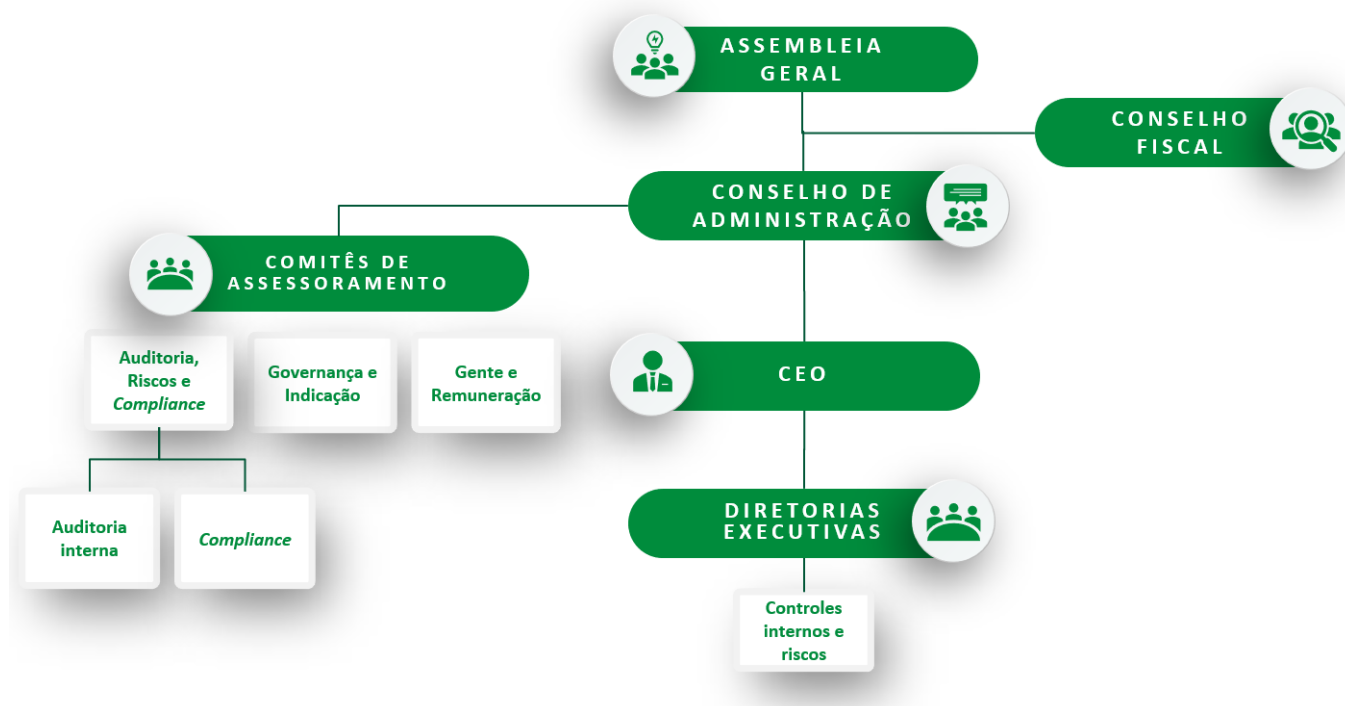 ASSEMBLEIA
GERAL
CONSELHO
FISCAL
CONSELHO DE
ADMINISTRAÇÃO
COMITÊS DE
ASSESSORAMENTO
Auditoria,
Riscos e
Compliance
Governança e
Indicação
Gente e
Remuneração
CEO
Auditoria
interna
Compliance
DIRETORIAS
EXECUTIVAS
Controles
internos e
riscos